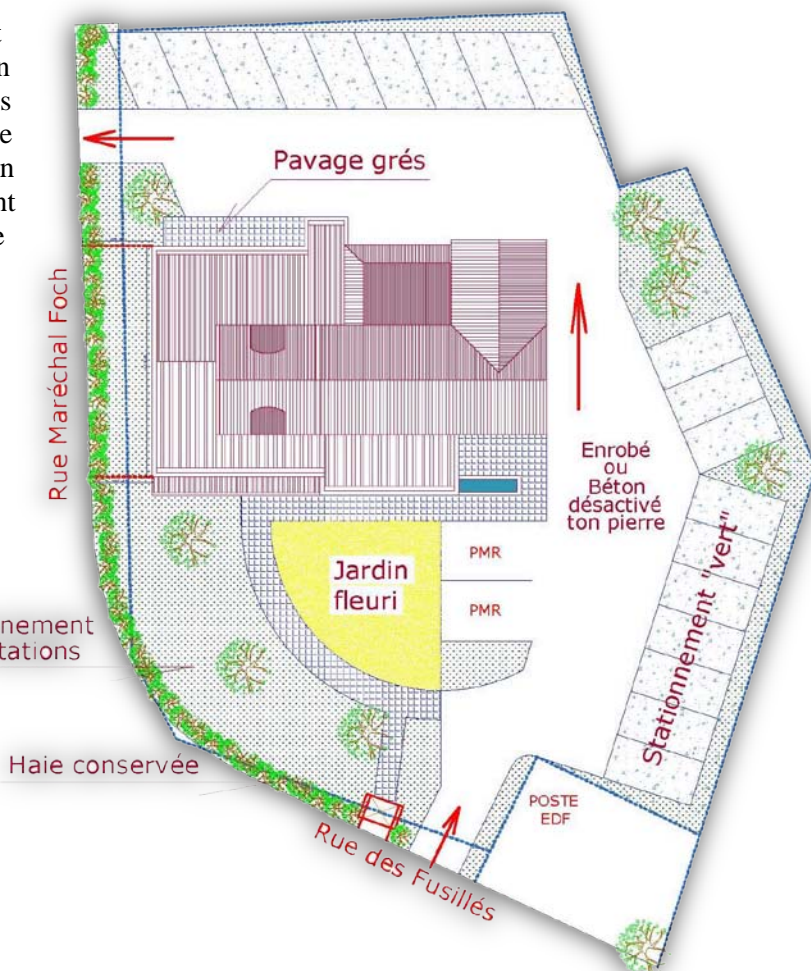 Pavage grés
Rue Maréchal Foch
Enrobé
ou
Béton
désactivé
ton pierre
Jardin
fleuri
PMR
PMR
Stationnement "vert"
Haie conservée
POSTE
EDF
Rue des Fusillés